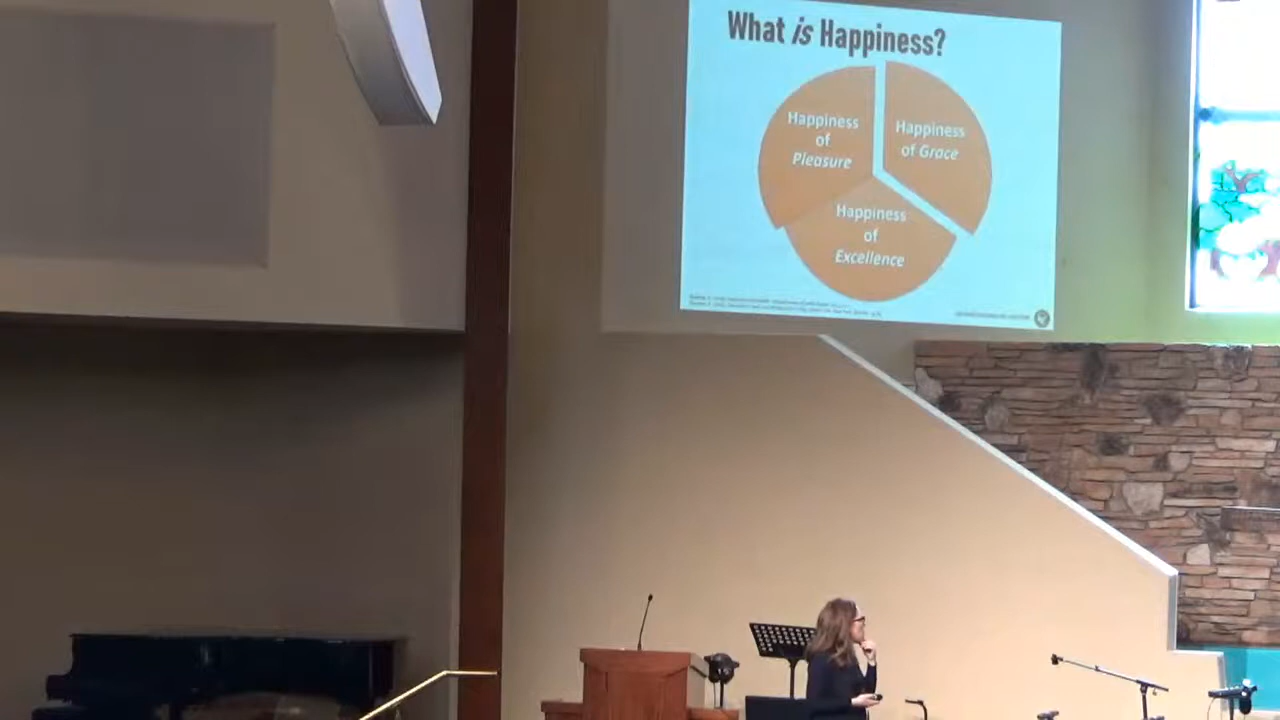 What is Happiness?
Happiness
of
Pleasure
Happiness
of Grace
Happiness
of
Excellence